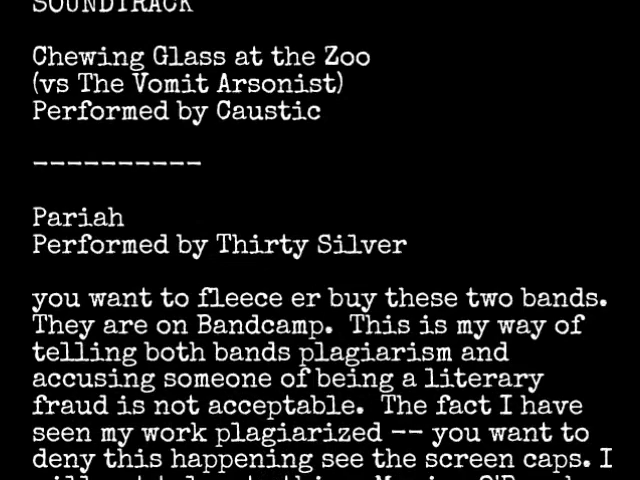 SOUNDTRACK
Chewing Glass at the Zoo
(vs The Vomit Arsonist)
Performed by Caustic
----------
Pariah
Performed by Thirty Silver
you want to fleece er buy these two bands.
They are on Bandcamp. This is my way of
telling both bands plagiarism and
accusing someone of being a literary
fraud is not acceptable. The fact I have
seen my work plagiarized -- you want to
deny this happening see the screen caps. I